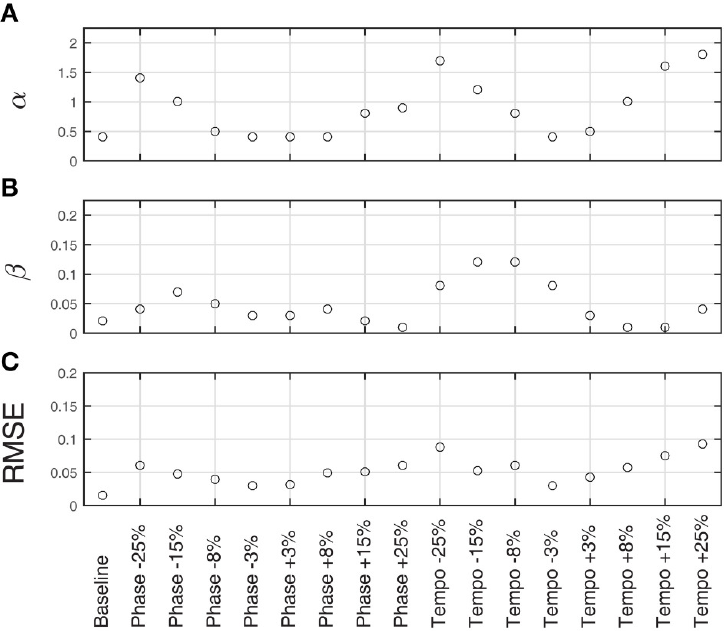 A
2
1.5
1
0.5
0
α
B
0.2
0.15
0.1
0.05
0
β
C
0.2
0.15
0.1
0.05
0
RMSE
Baseline
Phase -25%
Phase -15%
Phase -8%
Phase -3%
Phase +3%
Phase +8%
Phase +15%
Phase +25%
Tempo -25%
Tempo -15%
Tempo -8%
Tempo -3%
Tempo +3%
Tempo +8%
Tempo +15%
Tempo +25%